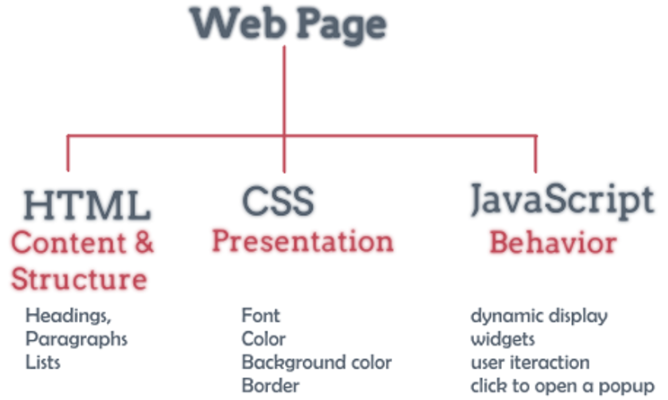 Web Page
HTML
Content &
Structure
Headings,
Paragraphs
Lists
CSS
Presentation
Font
Color
Background color
Border
JavaScript
Behavior
dynamic display
widgets
user iteraction
click to open a popup